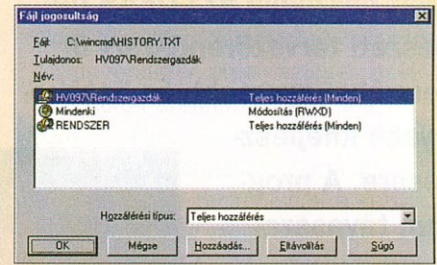 Fájl jogosultság
Fájl: C:\wincmd\HISTORY.TXT
Tulajdonos: HV097\Rendszergazdák
Név:
HV097\Rendszergazdák Teljes hozzáférés (Minden)
Mindenki Módosítás (RWXD)
RENDSZER Teljes hozzáférés (Minden)
Hozzáférési típus: Teljes hozzáférés
OK Mégse Hozzáadás... Eltávolítás Súgó